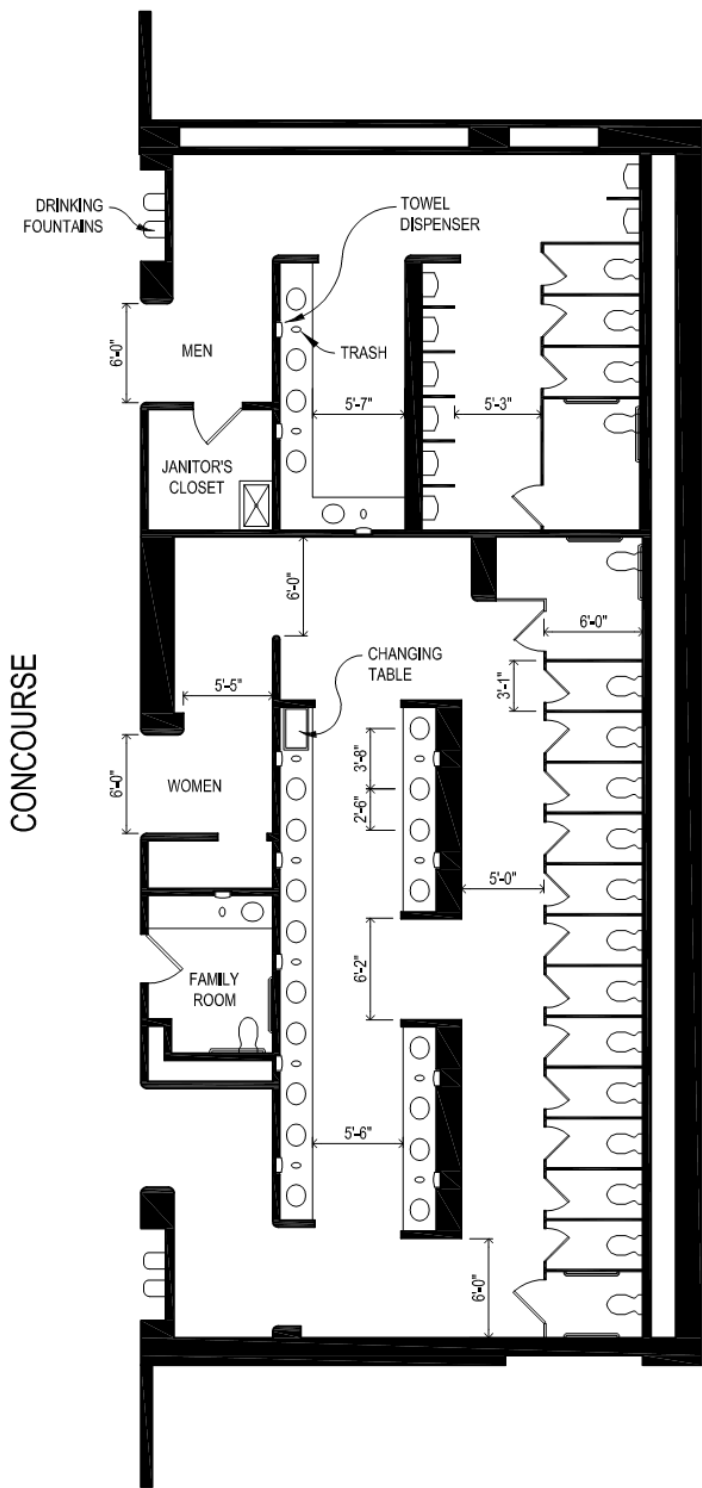 DRINKING
FOUNTAINS
TOWEL
DISPENSER
6'-0"
MEN
TRASH
5'-7"
5'-3"
JANITOR'S
CLOSET
6'-0"
6'-0"
CHANGING
TABLE
3'-1"
5'-5"
CONCOURSE
3'-8"
6'-0"
WOMEN
2'-6"
5'-0"
6'-2"
FAMILY
ROOM
5'-6"
6'-0"